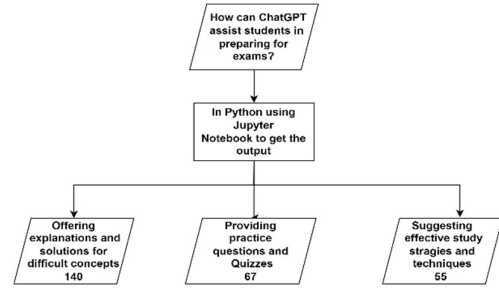 How can ChatGPT
assist students in
preparing for
exams?
In Python using
Jupyter
Notebook to get the
output
Offering
explanations and
solutions for
difficult concepts
140
Providing
practice
questions and
Quizzes
67
Suggesting
effective study
stragies and
techniques
55